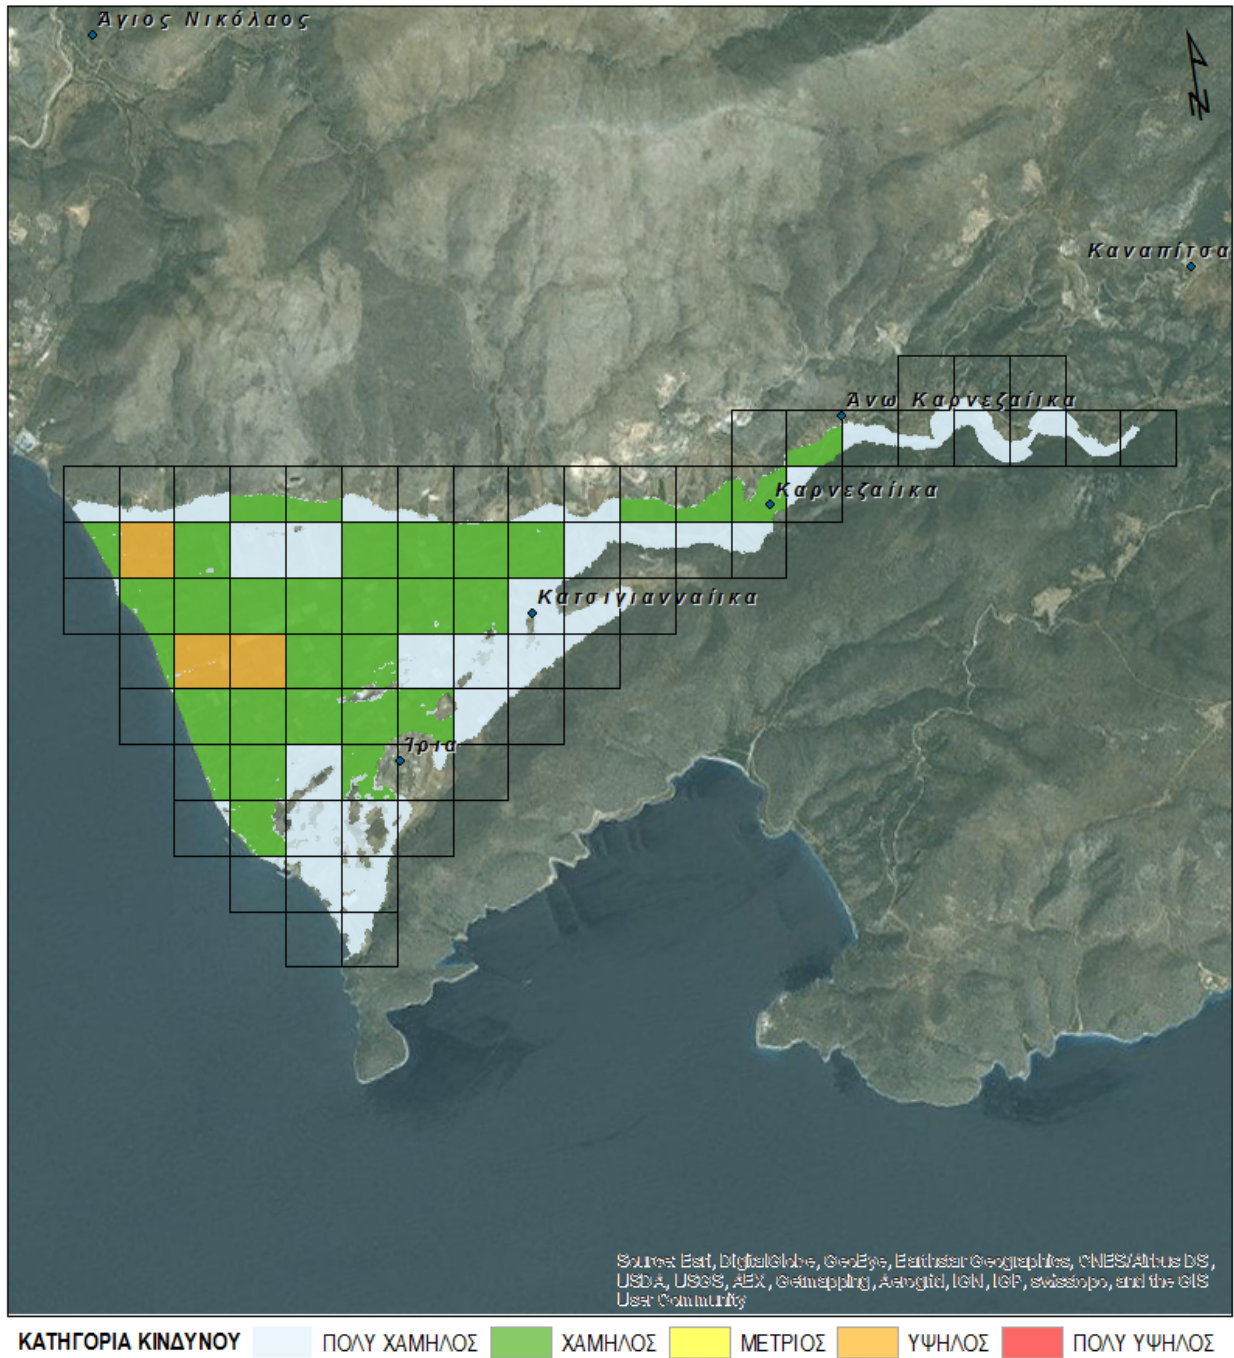 Άγιος Νικόλαος
N
Καναπίτσα
Άνω Καρνεζαίικα
Καρνεζαίικα
Κατσιγιανναίικα
Ίρια
Source: Esri, DigitalGlobe, GeoEye, Earthstar Geographics, CNES/Airbus DS,
USDA, USGS, AEX, Getmapping, Aerogrid, IGN, IGP, swisstopo, and the GIS
User Community
ΚΑΤΗΓΟΡΙΑ ΚΙΝΔΥΝΟΥ ΠΟΛΥ ΧΑΜΗΛΟΣ ΧΑΜΗΛΟΣ ΜΕΤΡΙΟΣ ΥΨΗΛΟΣ ΠΟΛΥ ΥΨΗΛΟΣ